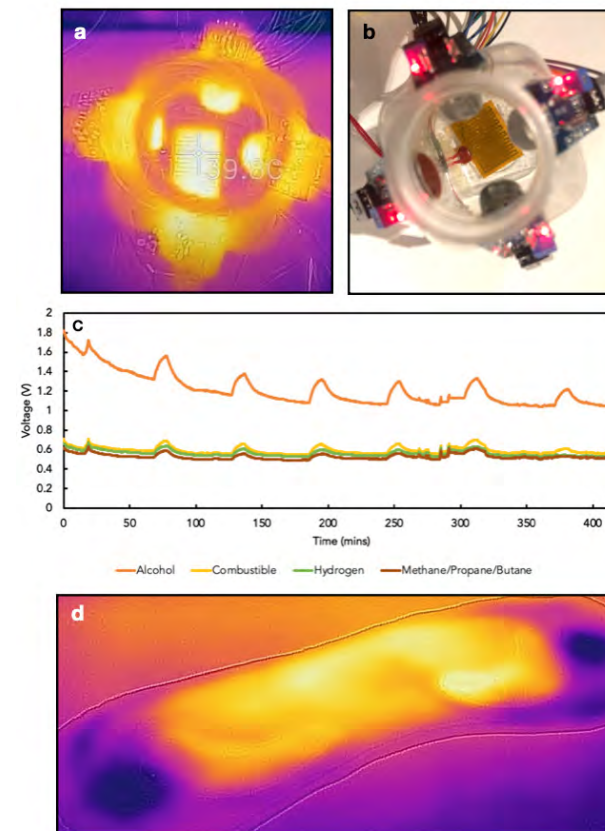 a
b
39.8C
c
Voltage (V)
2
1.8
1.6
1.4
1.2
1
0.8
0.6
0.4
0.2
0
0 50 100 150 200 250 300 350 400
Time (mins)
Alcohol Combustible Hydrogen Methane/Propane/Butane
d